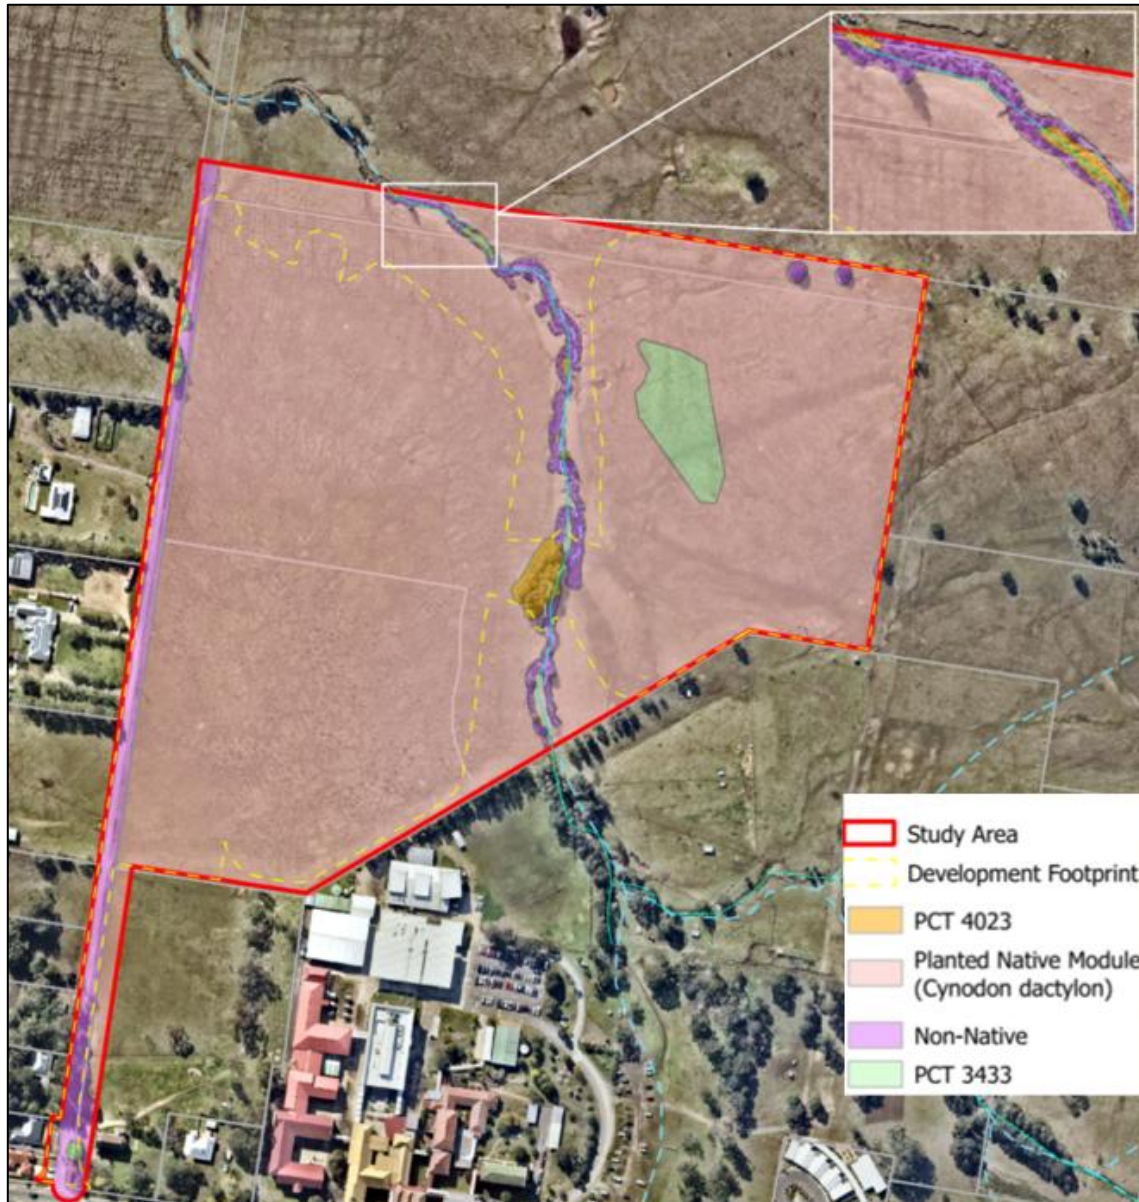 Study Area
Development Footprint
PCT 4023
Planted Native Module
(Cynodon dactylon)
Non-Native
PCT 3433